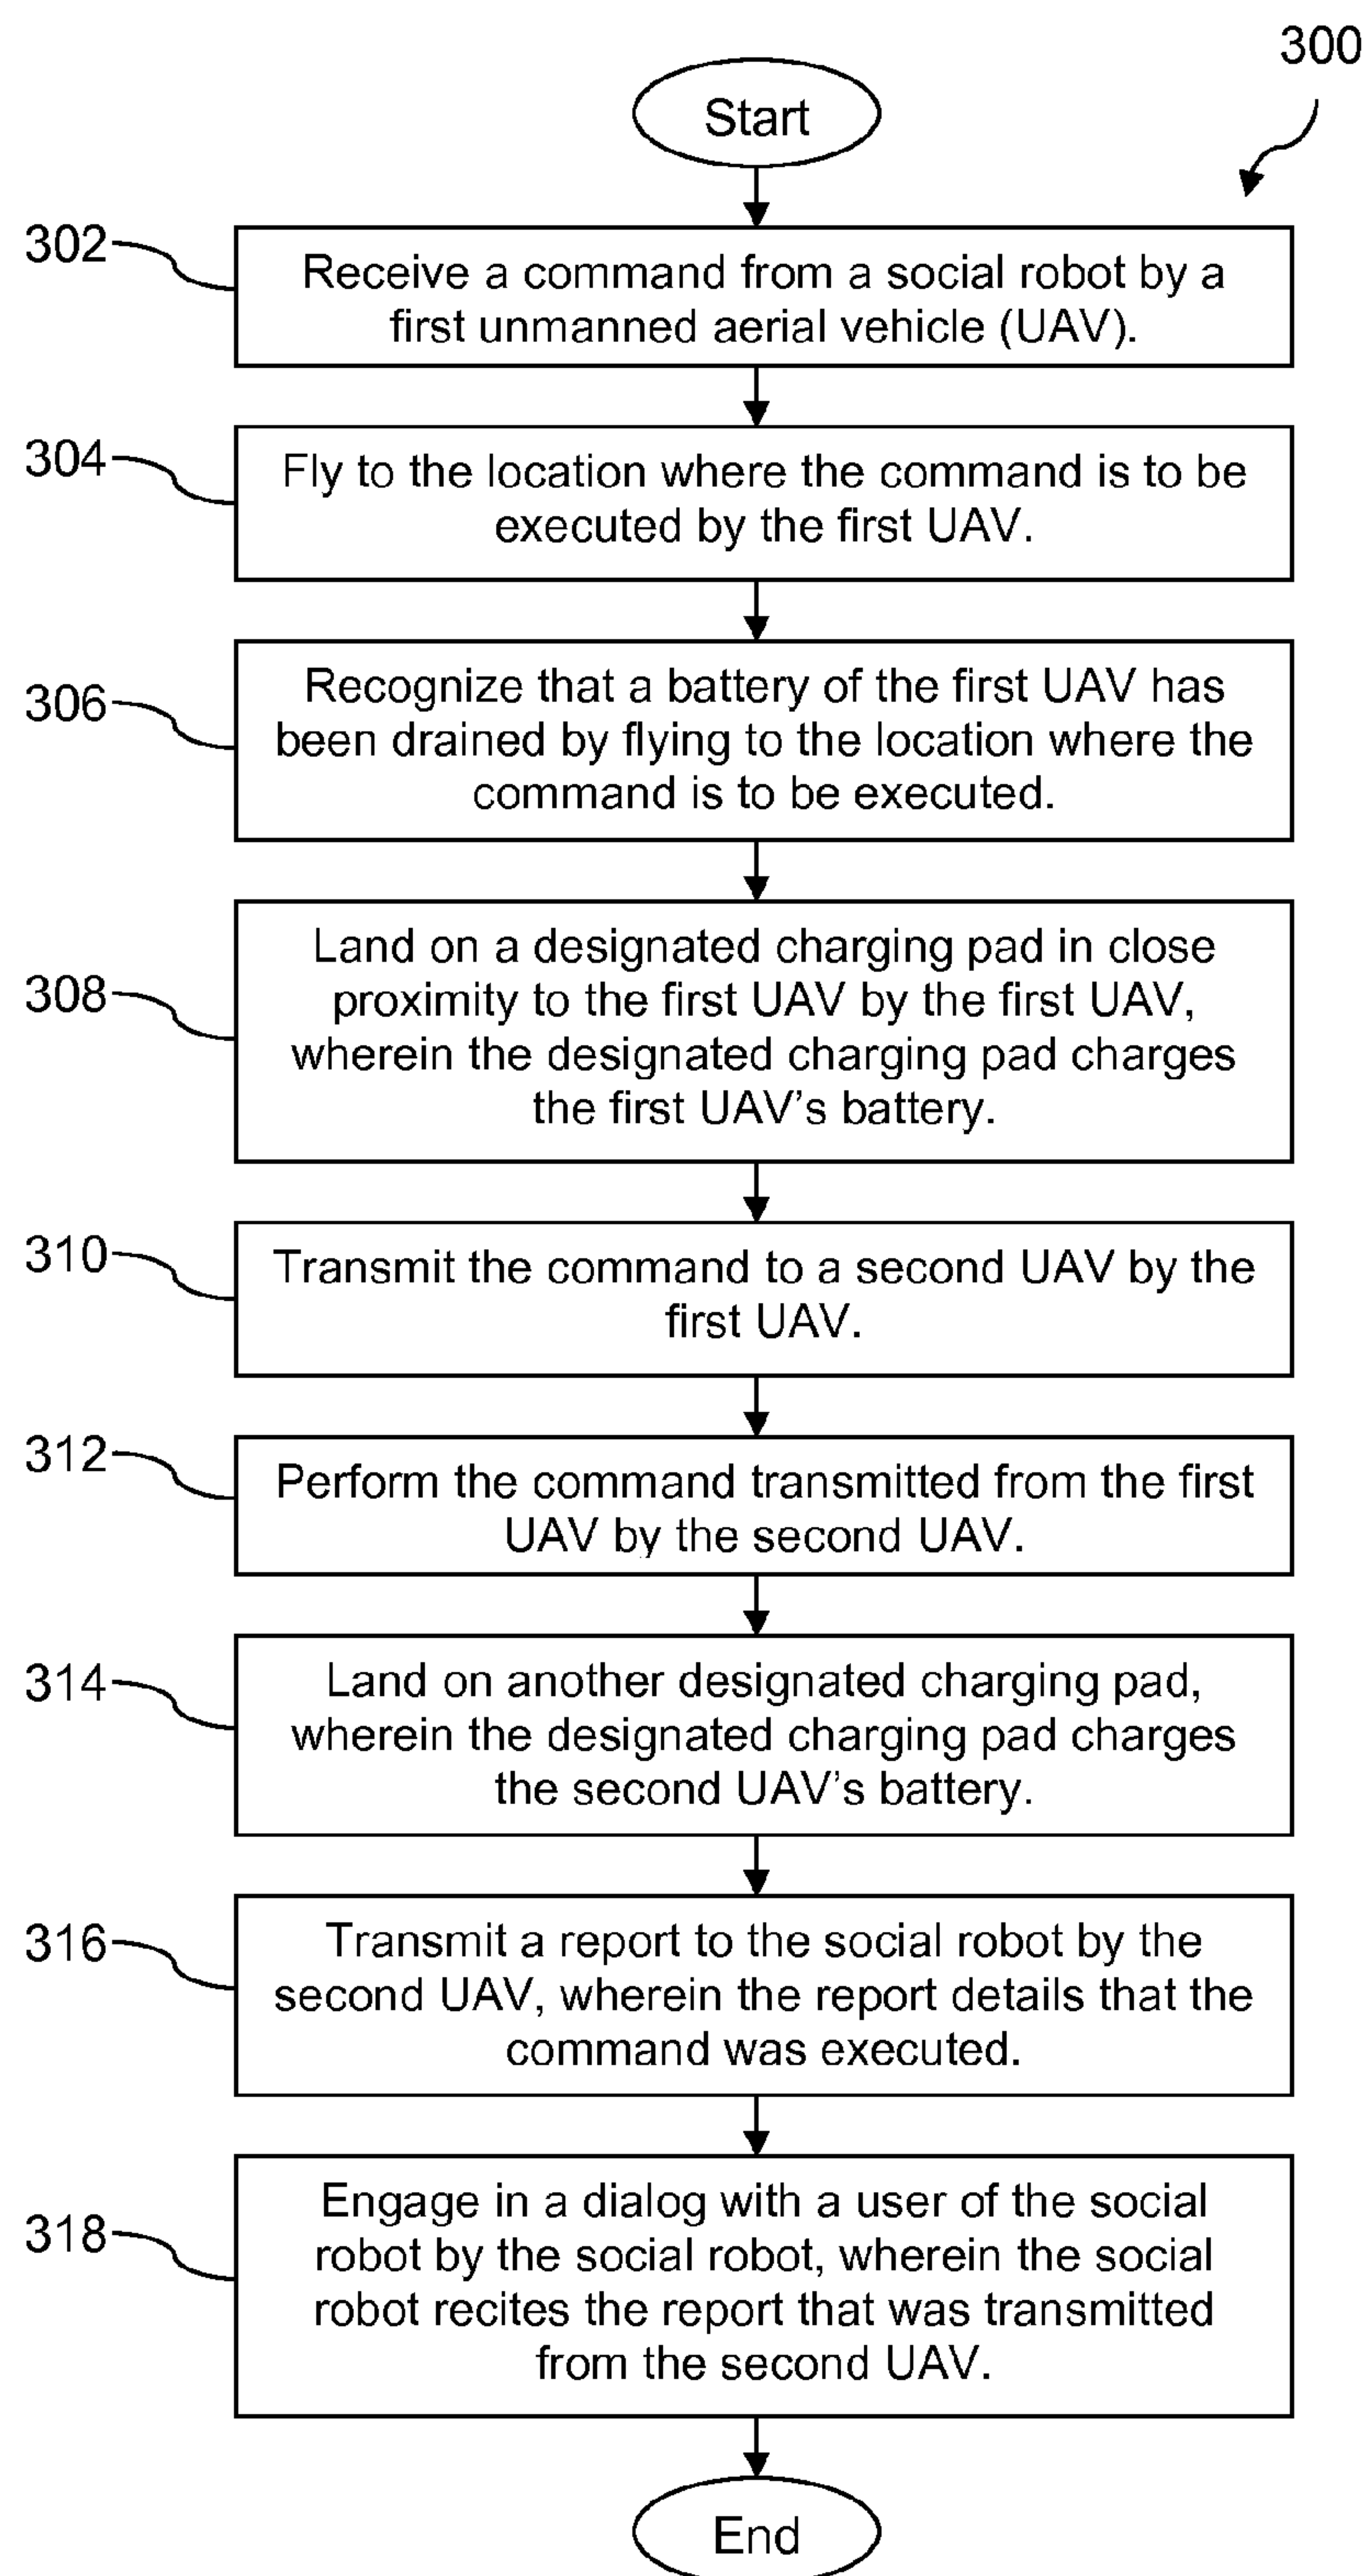 300
Start
302
Receive a command from a social robot by a
first unmanned aerial vehicle (UAV).
304
Fly to the location where the command is to be
executed by the first UAV.
306
Recognize that a battery of the first UAV has
been drained by flying to the location where the
command is to be executed.
308
Land on a designated charging pad in close
proximity to the first UAV by the first UAV,
wherein the designated charging pad charges
the first UAV’s battery.
310
Transmit the command to a second UAV by the
first UAV.
312
Perform the command transmitted from the first
UAV by the second UAV.
314
Land on another designated charging pad,
wherein the designated charging pad charges
the second UAV’s battery.
316
Transmit a report to the social robot by the
second UAV, wherein the report details that the
command was executed.
318
Engage in a dialog with a user of the social
robot by the social robot, wherein the social
robot recites the report that was transmitted
from the second UAV.
End